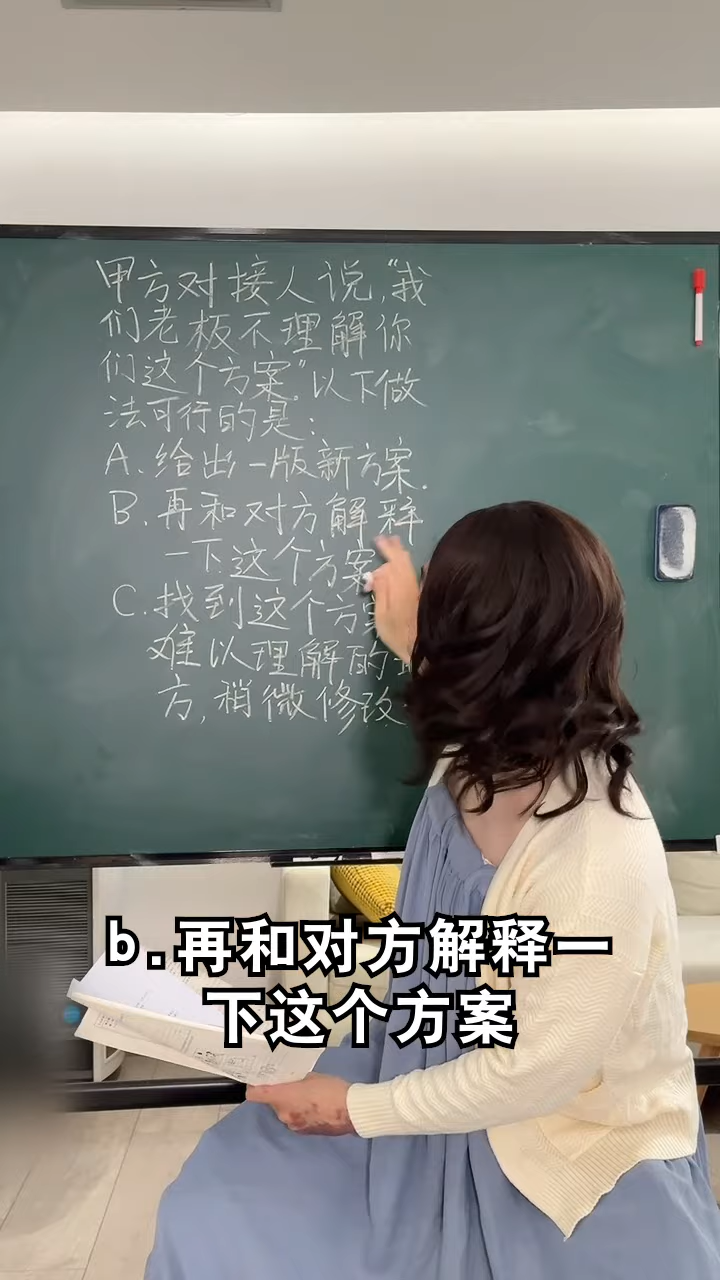 甲方对接人说,"我
们老板不理解你
们这个方案"。以下做
法可行的是:
A.给出一版新方案.
B.再和对方解释
一下这个方案
C.找到这个方案
难以理解的
方,稍微修改
b.再和对方解释一
下这个方案